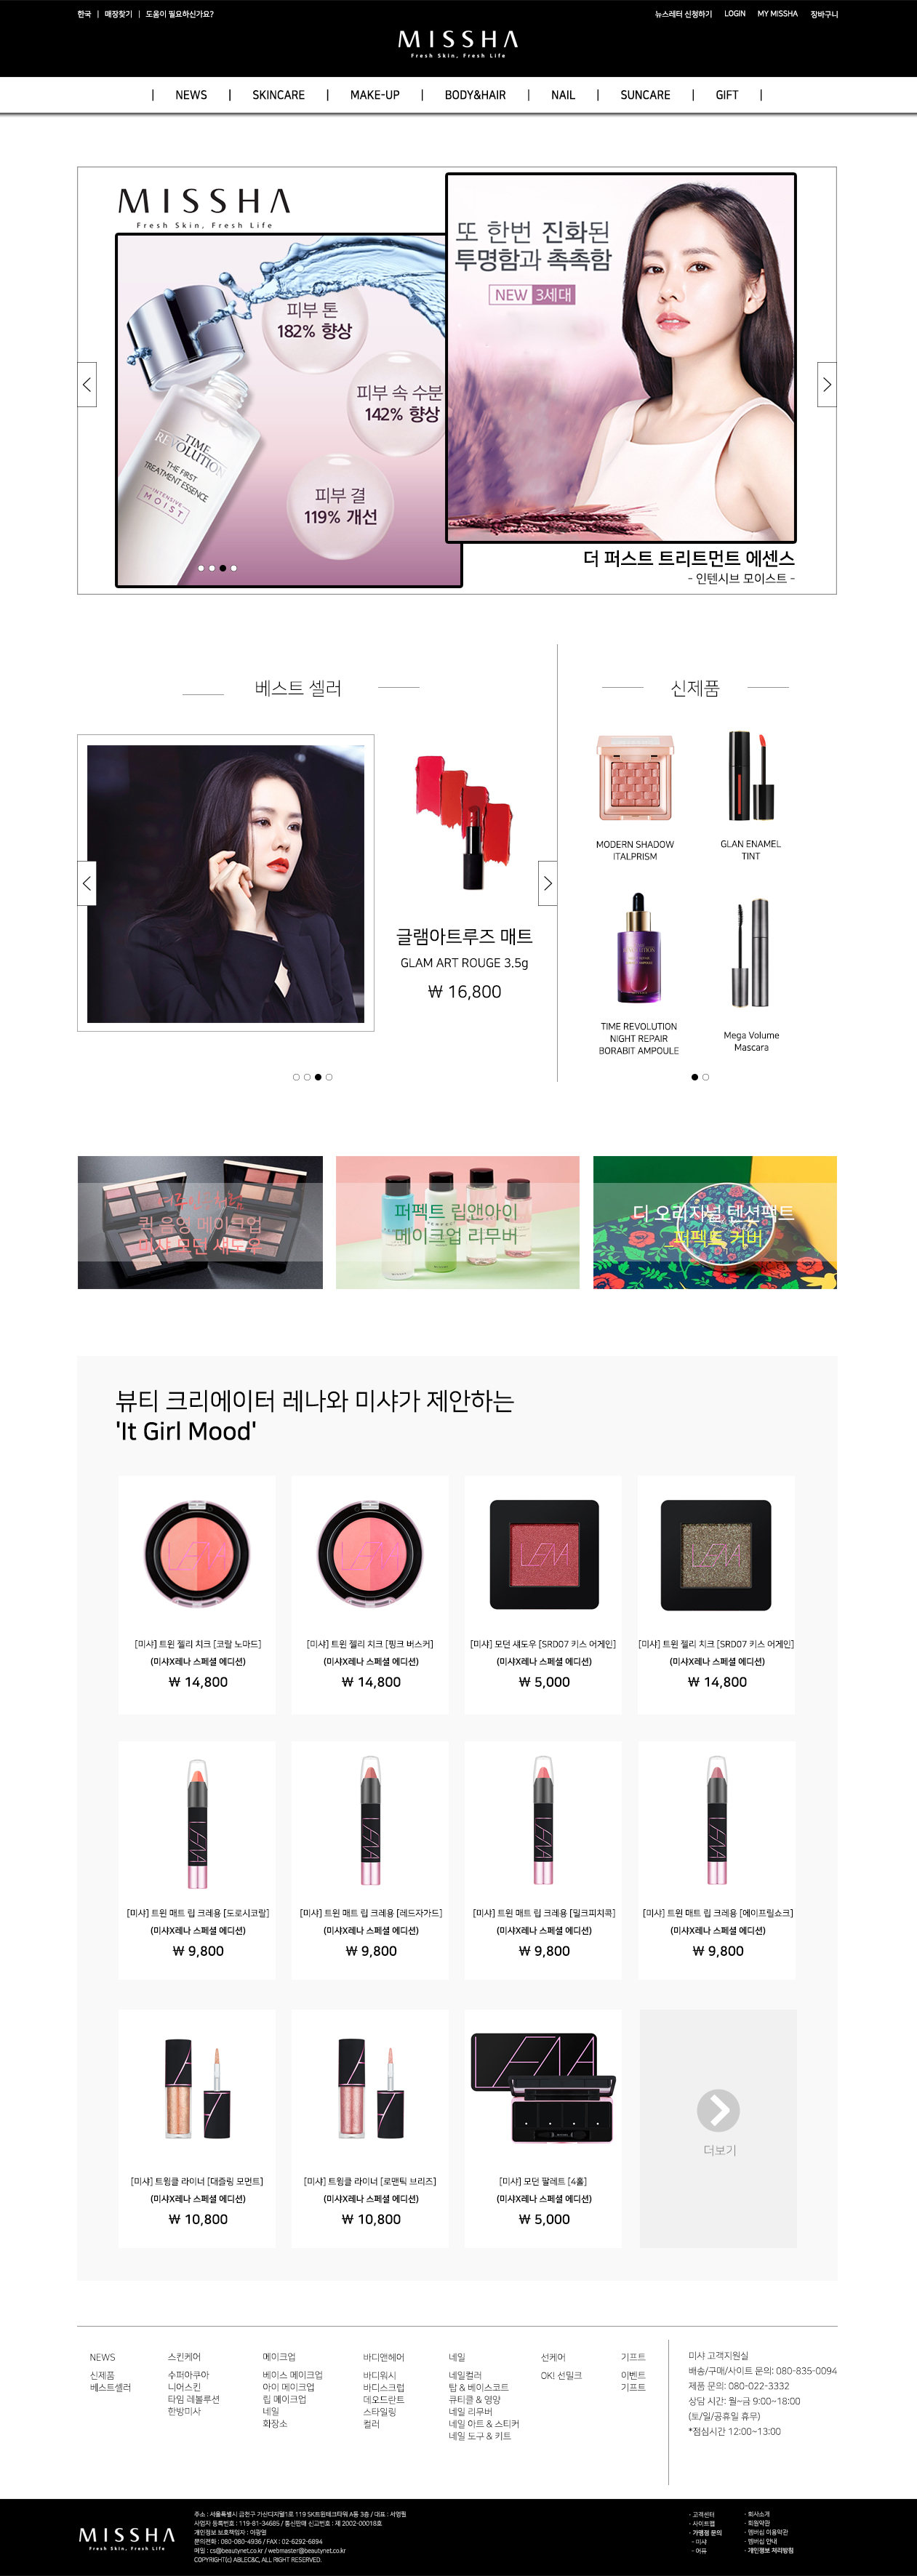 한국 | 매장찾기 | 도움이 필요하신가요?
뉴스레터 신청하기 LOGIN MY MISSHA 장바구니
MISSHA
Fresh Skin, Fresh Life
| NEWS | SKINCARE | MAKE-UP | BODY&HAIR | NAIL | SUNCARE | GIFT |
MISSHA
Fresh Skin, Fresh Life
피부 톤
182% 향상
피부 속 수분
142% 향상
피부 결
119% 개선
TIME
REVOLUTION
THE FIRST
TREATMENT ESSENCE
INTENSIVE
MOIST
또 한번 진화된
투명함과 촉촉함
NEW 3세대
더 퍼스트 트리트먼트 에센스
- 인텐시브 모이스트 -
베스트 셀러
글램아트루즈 매트
GLAM ART ROUGE 3.5g
₩ 16,800
신제품
MODERN SHADOW
ITALPRISM
GLAN ENAMEL
TINT
TIME REVOLUTION
NIGHT REPAIR
BORABIT AMPOULE
Mega Volume
Mascara
퀵 음영 메이크업
미샤 모던 섀도우
퍼펙트 립앤아이
메이크업 리무버
디 오리지널 텐션팩트
퍼펙트 커버
뷰티 크리에이터 레나와 미샤가 제안하는
'It Girl Mood'
[미샤] 트윈 젤리 치크 [코랄 노마드]
(미샤X레나 스페셜 에디션)
₩ 14,800
[미샤] 트윈 젤리 치크 [핑크 버스커]
(미샤X레나 스페셜 에디션)
₩ 14,800
[미샤] 모던 섀도우 [SRD07 키스 어게인]
(미샤X레나 스페셜 에디션)
₩ 5,000
[미샤] 트윈 젤리 치크 [SRD07 키스 어게인]
(미샤X레나 스페셜 에디션)
₩ 14,800
[미샤] 트윈 매트 립 크레용 [도로시코랄]
(미샤X레나 스페셜 에디션)
₩ 9,800
[미샤] 트윈 매트 립 크레용 [레드자가드]
(미샤X레나 스페셜 에디션)
₩ 9,800
[미샤] 트윈 매트 립 크레용 [밀크피치콕]
(미샤X레나 스페셜 에디션)
₩ 9,800
[미샤] 트윈 매트 립 크레용 [에이프릴쇼크]
(미샤X레나 스페셜 에디션)
₩ 9,800
[미샤] 트윙클 라이너 [대즐링 모먼트]
(미샤X레나 스페셜 에디션)
₩ 10,800
[미샤] 트윙클 라이너 [로맨틱 브리즈]
(미샤X레나 스페셜 에디션)
₩ 10,800
[미샤] 모던 팔레트 [4홀]
(미샤X레나 스페셜 에디션)
₩ 5,000
더보기
NEWS
신제품
베스트셀러
스킨케어
수퍼아쿠아
니어스킨
타임 레볼루션
한방미샤
메이크업
베이스 메이크업
아이 메이크업
립 메이크업
네일
화장소
바디앤헤어
바디워시
바디스크럽
데오드란트
스타일링
컬러
네일
네일컬러
탑 & 베이스코트
큐티클 & 영양
네일 리무버
네일 아트 & 스티커
네일 도구 & 키트
선케어
OK! 선밀크
기프트
이벤트
기프트
미샤 고객지원실
배송/구매/사이트 문의: 080-835-0094
제품 문의: 080-022-3332
상담 시간: 월~금 9:00~18:00
(토/일/공휴일 휴무)
*점심시간 12:00~13:00
MISSHA
Fresh Skin, Fresh Life
주소 : 서울특별시 금천구 가산디지털1로 119 SK트윈테크타워 A동 3층 / 대표 : 서영필
사업자 등록번호 : 119-81-34685 / 통신판매 신고번호 : 제 2002-00018호
개인정보 보호책임자 : 이광열
문의전화 : 080-080-4936 / FAX : 02-6292-6894
메일 : cs@beautynet.co.kr / webmaster@beautynet.co.kr
COPYRIGHT(c) ABLEC&C, ALL RIGHT RESERVED.
· 고객센터
· 사이트맵
· 가맹점 문의
- 미샤
- 어퓨
· 회사소개
· 회원약관
· 멤버십 이용약관
· 멤버십 안내
· 개인정보 처리방침